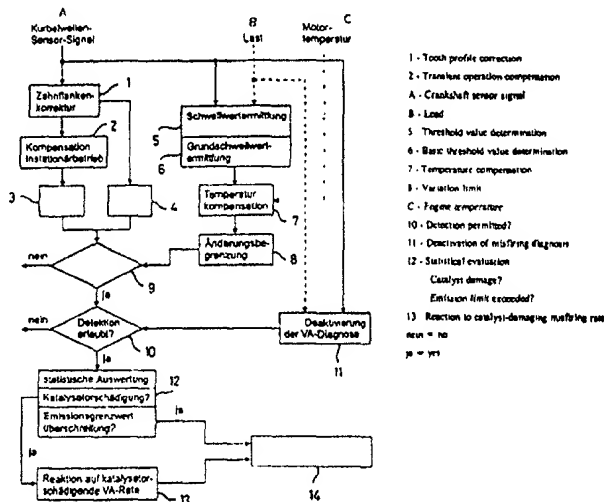 A
Kurbelwellen-
Sensor-Signal
B
Last
C
Motor-
temperatur
Zahnflanken-
korrektur
1
Kompensation
Instationärbetrieb
2
3
4
Schwellwertermittlung
5
Grundschwellwert-
ermittlung
6
Temperatur
kompensation
7
Änderungsbe-
grenzung
8
nein
9
ja
nein
Detektion
erlaubt?
10
ja
Deaktivierung
der VA-Diagnose
11
statistische Auswertung
12
Katalysatorschädigung?
ja
Emissionsgrenzwert
überschreitung?
ja
Reaktion auf katalysetor-
schädigende VA-Rate
13
14
1 - Tooth profile correction
2 - Transient operation compensation
A - Crankshaft sensor signal
B - Load
5 Threshold value determination
6 - Basic threshold value determination
7 - Temperature compensation
8 - Variation limit
C - Engine temperature
10 - Detection permitted?
11 - Deactivation of misfiring diagnosis
12 - Statistical evaluation
Catalyst damage?
Emission limit exceeded?
13 Reaction to catalyst-damaging misfiring rate
nein = no
ja = yes